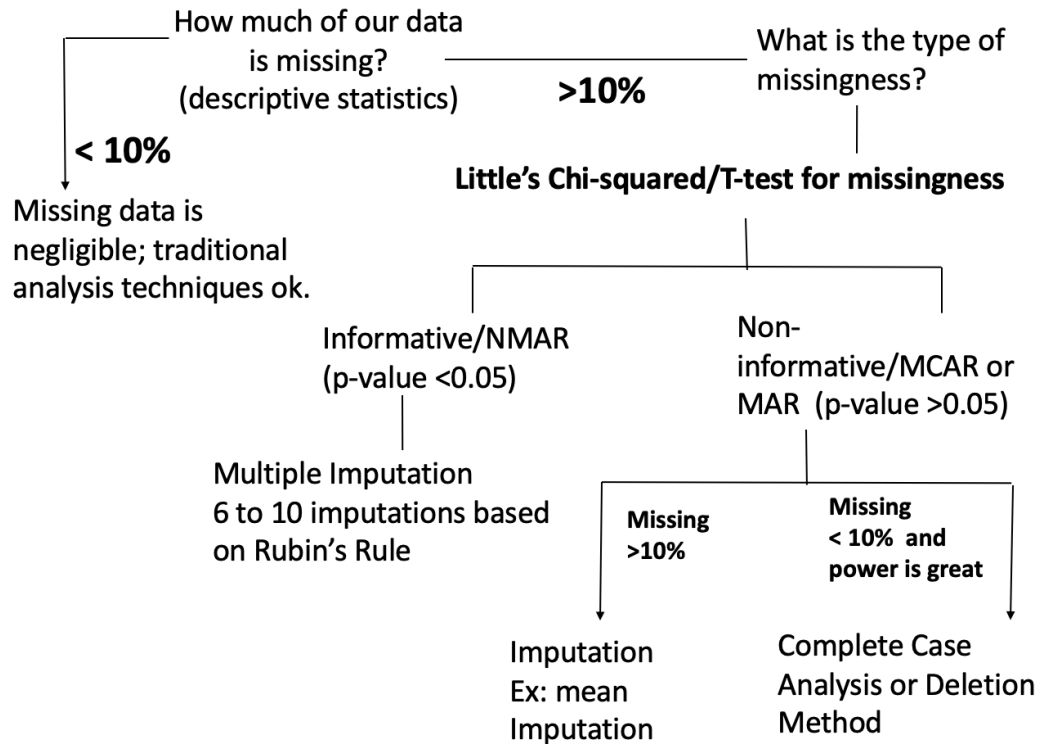 How much of our data
is missing?
(descriptive statistics)
>10%
What is the type of
missingness?
< 10%
Missing data is
negligible; traditional
analysis techniques ok.
Little's Chi-squared/T-test for missingness
Informative/NMAR
(p-value <0.05)
Non-
informative/MCAR or
MAR (p-value >0.05)
Multiple Imputation
6 to 10 imputations based
on Rubin's Rule
Missing
>10%
Missing
< 10% and
power is great
Imputation
Ex: mean
Imputation
Complete Case
Analysis or Deletion
Method